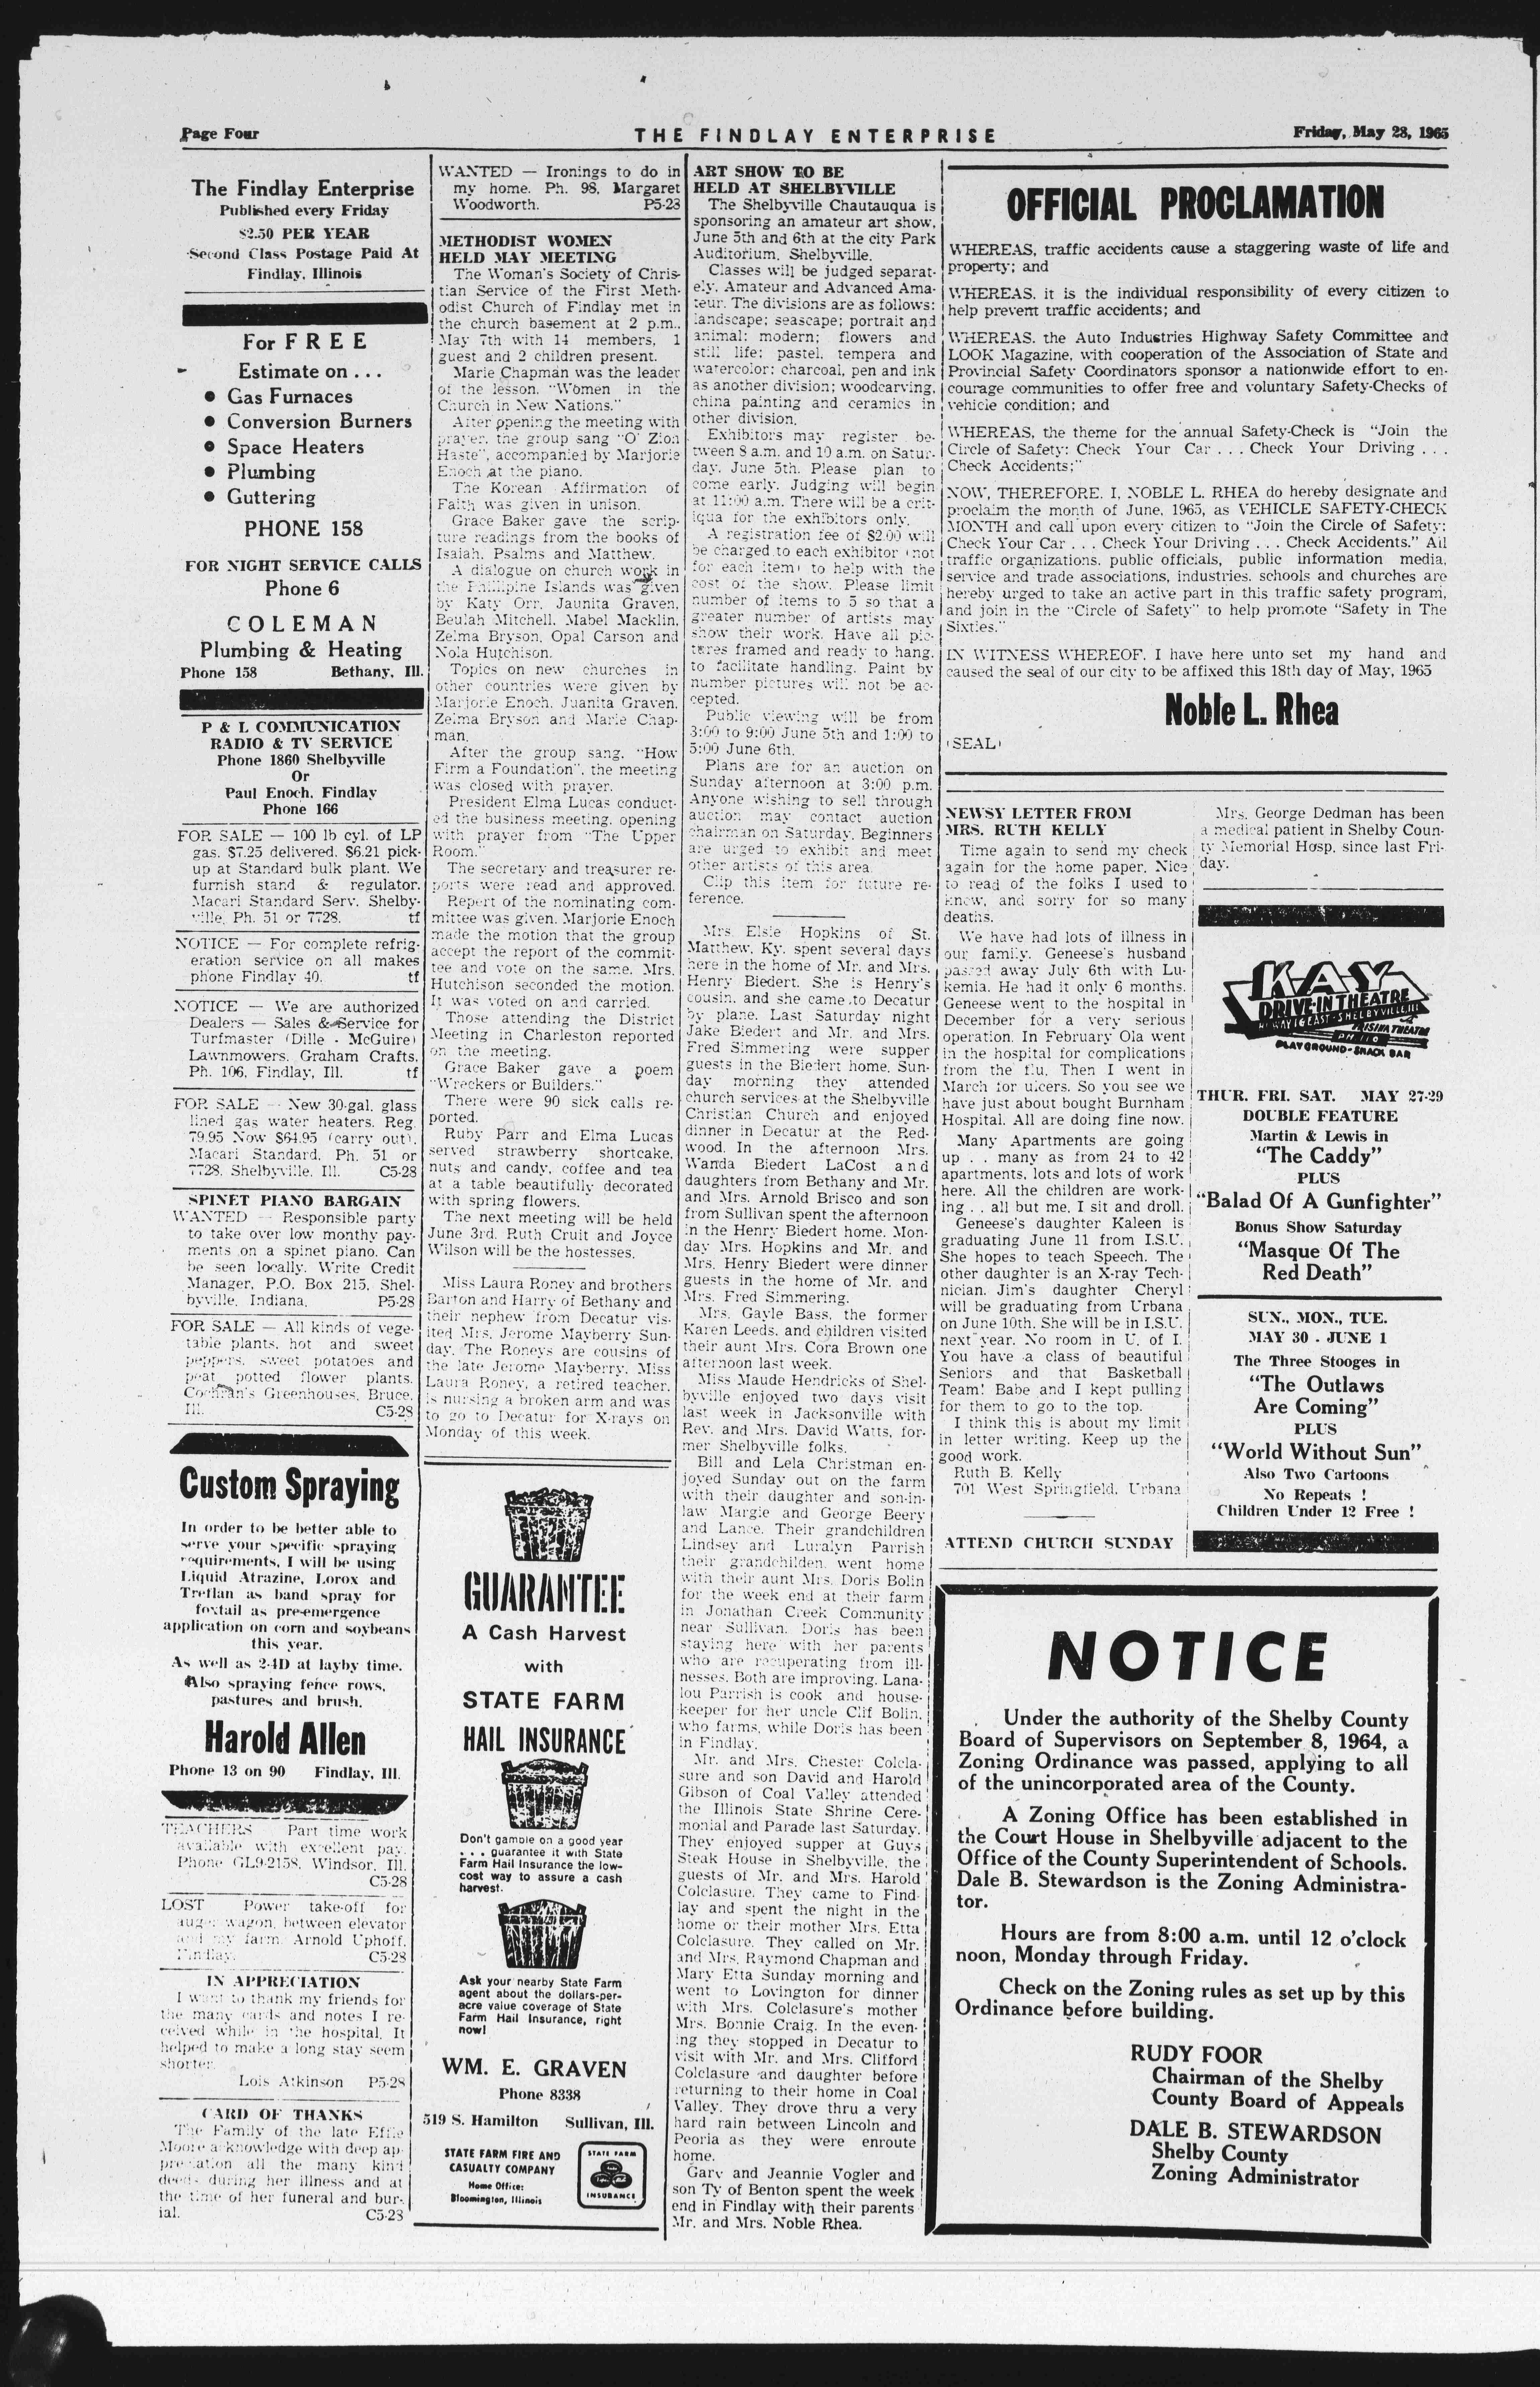 Page Four
THE FINDLAY ENTERPRISE
Friday, May 28, 1965
The Findlay Enterprise
Published every Friday
$2.50 PER YEAR
Second Class Postage Paid At
Findlay, Illinois
For FREE
Estimate on . . .
● Gas Furnaces
● Conversion Burners
● Space Heaters
● Plumbing
● Guttering
PHONE 158
FOR NIGHT SERVICE CALLS
Phone 6
COLEMAN
Plumbing & Heating
Phone 158 Bethany, Ill.
P & L COMMUNICATION
RADIO & TV SERVICE
Phone 1860 Shelbyville
Or
Paul Enoch, Findlay
Phone 166
FOR SALE — 100 lb cyl. of LP
gas. $7.25 delivered. $6.21 pick-
up at Standard bulk plant. We
furnish stand & regulator.
Macari Standard Serv. Shelby-
ville, Ph. 51 or 7728. tf
NOTICE — For complete refrig-
eration service on all makes
phone Findlay 40. tf
NOTICE — We are authorized
Dealers — Sales & Service for
Turfmaster (Dille - McGuire)
Lawnmowers. Graham Crafts,
Ph. 106, Findlay, Ill. tf
FOR SALE — New 30-gal. glass
lined gas water heaters. Reg.
79.95 Now $64.95 (carry out).
Macari Standard, Ph. 51 or
7728, Shelbyville, Ill. C5-28
SPINET PIANO BARGAIN
WANTED — Responsible party
to take over low monthy pay-
ments on a spinet piano. Can
be seen locally. Write Credit
Manager, P.O. Box 215, Shel-
byville, Indiana. P5-28
FOR SALE — All kinds of vege-
table plants, hot and sweet
peppers, sweet potatoes and
peat potted flower plants.
Cochran's Greenhouses, Bruce,
Ill. C5-28
Custom Spraying
In order to be better able to
serve your specific spraying
requirements, I will be using
Liquid Atrazine, Lorox and
Treflan as band spray for
foxtail as pre-emergence
application on corn and soybeans
this year.
As well as 2-4D at layby time.
Also spraying fence rows,
pastures and brush.
Harold Allen
Phone 13 on 90 Findlay, Ill.
TEACHERS Part time work
available with excellent pay.
Phone GL9-2158, Windsor, Ill.
C5-28
LOST Power take-off for
auger wagon, between elevator
and my farm. Arnold Uphoff,
Findlay. C5-28
IN APPRECIATION
I want to thank my friends for
the many cards and notes I re-
ceived while in the hospital. It
helped to make a long stay seem
shorter.
Lois Atkinson P5-28
CARD OF THANKS
The Family of the late Effie
Moore acknowledge with deep ap-
preciation all the many kind
deeds during her illness and at
the time of her funeral and bur-
ial. C5-28
WANTED — Ironings to do in
my home. Ph. 98, Margaret
Woodworth. P5-28
METHODIST WOMEN
HELD MAY MEETING
The Woman's Society of Chris-
tian Service of the First Meth-
odist Church of Findlay met in
the church basement at 2 p.m.,
May 7th with 14 members, 1
guest and 2 children present.
Marie Chapman was the leader
of the lesson, "Women in the
Church in New Nations."
After opening the meeting with
prayer, the group sang "O' Zion
Haste", accompanied by Marjorie
Enoch at the piano.
The Korean Affirmation of
Faith was given in unison.
Grace Baker gave the scrip-
ture readings from the books of
Isaiah, Psalms and Matthew.
A dialogue on church work in
the Phillipine Islands was given
by Katy Orr, Jaunita Graven,
Beulah Mitchell, Mabel Macklin,
Zelma Bryson, Opal Carson and
Nola Hutchison.
Topics on new churches in
other countries were given by
Marjorie Enoch, Juanita Graven,
Zelma Bryson and Marie Chap-
man.
After the group sang, "How
Firm a Foundation", the meeting
was closed with prayer.
President Elma Lucas conduct-
ed the business meeting, opening
with prayer from "The Upper
Room."
The secretary and treasurer re-
ports were read and approved.
Report of the nominating com-
mittee was given. Marjorie Enoch
made the motion that the group
accept the report of the commit-
tee and vote on the same. Mrs.
Hutchison seconded the motion.
It was voted on and carried.
Those attending the District
Meeting in Charleston reported
on the meeting.
Grace Baker gave a poem
"Wreckers or Builders."
There were 90 sick calls re-
ported.
Ruby Parr and Elma Lucas
served strawberry shortcake,
nuts and candy, coffee and tea
at a table beautifully decorated
with spring flowers.
The next meeting will be held
June 3rd. Ruth Cruit and Joyce
Wilson will be the hostesses.
Miss Laura Roney and brothers
Barton and Harry of Bethany and
their nephew from Decatur vis-
ited Mrs. Jerome Mayberry Sun-
day. The Roneys are cousins of
the late Jerome Mayberry. Miss
Laura Roney, a retired teacher,
is nursing a broken arm and was
to go to Decatur for X-rays on
Monday of this week.
GUARANTEE
A Cash Harvest
with
STATE FARM
HAIL INSURANCE
Don't gamble on a good year
. . . guarantee it with State
Farm Hail Insurance the low-
cost way to assure a cash
harvest.
Ask your nearby State Farm
agent about the dollars-per-
acre value coverage of State
Farm Hail Insurance, right
now!
WM. E. GRAVEN
Phone 8338
519 S. Hamilton Sullivan, Ill.
STATE FARM FIRE AND
CASUALTY COMPANY
Home Office:
Bloomington, Illinois
STATE FARM
INSURANCE
ART SHOW TO BE
HELD AT SHELBYVILLE
The Shelbyville Chautauqua is
sponsoring an amateur art show,
June 5th and 6th at the city Park
Auditorium, Shelbyville.
Classes will be judged separat-
ely, Amateur and Advanced Ama-
teur. The divisions are as follows:
landscape; seascape; portrait and
animal; modern; flowers and
still life; pastel, tempera and
watercolor; charcoal, pen and ink
as another division; woodcarving,
china painting and ceramics in
other division.
Exhibitors may register be-
tween 8 a.m. and 10 a.m. on Satur-
day, June 5th. Please plan to
come early. Judging will begin
at 11:00 a.m. There will be a crit-
iqua for the exhibitors only.
A registration fee of $2.00 will
be charged to each exhibitor (not
for each item) to help with the
cost of the show. Please limit
number of items to 5 so that a
greater number of artists may
show their work. Have all pic-
tures framed and ready to hang,
to facilitate handling. Paint by
number pictures will not be ac-
cepted.
Public viewing will be from
3:00 to 9:00 June 5th and 1:00 to
5:00 June 6th.
Plans are for an auction on
Sunday afternoon at 3:00 p.m.
Anyone wishing to sell through
auction may contact auction
chairman on Saturday. Beginners
are urged to exhibit and meet
other artists of this area.
Clip this item for future re-
ference.
Mrs. Elsie Hopkins of St.
Matthew, Ky. spent several days
here in the home of Mr. and Mrs.
Henry Biedert. She is Henry's
cousin, and she came to Decatur
by plane. Last Saturday night
Jake Biedert and Mr. and Mrs.
Fred Simmering were supper
guests in the Biedert home. Sun-
day morning they attended
church services at the Shelbyville
Christian Church and enjoyed
dinner in Decatur at the Red-
wood. In the afternoon Mrs.
Wanda Biedert LaCost and
daughters from Bethany and Mr.
and Mrs. Arnold Brisco and son
from Sullivan spent the afternoon
in the Henry Biedert home. Mon-
day Mrs. Hopkins and Mr. and
Mrs. Henry Biedert were dinner
guests in the home of Mr. and
Mrs. Fred Simmering.
Mrs. Gayle Bass, the former
Karen Leeds, and children visited
their aunt Mrs. Cora Brown one
afternoon last week.
Miss Maude Hendricks of Shel-
byville enjoyed two days visit
last week in Jacksonville with
Rev. and Mrs. David Watts, for-
mer Shelbyville folks.
Bill and Lela Christman en-
joyed Sunday out on the farm
with their daughter and son-in-
law Margie and George Beery
and Lance. Their grandchildren
Lindsey and Luralyn Parrish
their grandchilden, went home
with their aunt Mrs. Doris Bolin
for the week end at their farm
in Jonathan Creek Community
near Sullivan. Doris has been
staying here with her parents
who are recuperating from ill-
nesses. Both are improving. Lana-
lou Parrish is cook and house-
keeper for her uncle Clif Bolin,
who farms, while Doris has been
in Findlay.
Mr. and Mrs. Chester Colcla-
sure and son David and Harold
Gibson of Coal Valley attended
the Illinois State Shrine Cere-
monial and Parade last Saturday.
They enjoyed supper at Guys
Steak House in Shelbyville, the
guests of Mr. and Mrs. Harold
Colclasure. They came to Find-
lay and spent the night in the
home or their mother Mrs. Etta
Colclasure. They called on Mr.
and Mrs. Raymond Chapman and
Mary Etta Sunday morning and
went to Lovington for dinner
with Mrs. Colclasure's mother
Mrs. Bonnie Craig. In the even-
ing they stopped in Decatur to
visit with Mr. and Mrs. Clifford
Colclasure and daughter before
returning to their home in Coal
Valley. They drove thru a very
hard rain between Lincoln and
Peoria as they were enroute
home.
Gary and Jeannie Vogler and
son Ty of Benton spent the week
end in Findlay with their parents
Mr. and Mrs. Noble Rhea.
OFFICIAL PROCLAMATION
WHEREAS, traffic accidents cause a staggering waste of life and
property; and
WHEREAS, it is the individual responsibility of every citizen to
help prevent traffic accidents; and
WHEREAS, the Auto Industries Highway Safety Committee and
LOOK Magazine, with cooperation of the Association of State and
Provincial Safety Coordinators sponsor a nationwide effort to en-
courage communities to offer free and voluntary Safety-Checks of
vehicle condition; and
WHEREAS, the theme for the annual Safety-Check is "Join the
Circle of Safety: Check Your Car . . . Check Your Driving . . .
Check Accidents;"
NOW, THEREFORE, I, NOBLE L. RHEA do hereby designate and
proclaim the month of June, 1965, as VEHICLE SAFETY-CHECK
MONTH and call upon every citizen to "Join the Circle of Safety:
Check Your Car . . . Check Your Driving . . . Check Accidents." All
traffic organizations, public officials, public information media,
service and trade associations, industries, schools and churches are
hereby urged to take an active part in this traffic safety program,
and join in the "Circle of Safety" to help promote "Safety in The
Sixties."
IN WITNESS WHEREOF, I have here unto set my hand and
caused the seal of our city to be affixed this 18th day of May, 1965
Noble L. Rhea
(SEAL)
NEWSY LETTER FROM
MRS. RUTH KELLY
Time again to send my check
again for the home paper. Nice
to read of the folks I used to
know, and sorry for so many
deaths.
We have had lots of illness in
our family. Geneese's husband
passed away July 6th with Lu-
kemia. He had it only 6 months.
Geneese went to the hospital in
December for a very serious
operation. In February Ola went
in the hospital for complications
from the flu. Then I went in
March for ulcers. So you see we
have just about bought Burnham
Hospital. All are doing fine now.
Many Apartments are going
up . . many as from 24 to 42
apartments, lots and lots of work
here. All the children are work-
ing . . all but me. I sit and droll.
Geneese's daughter Kaleen is
graduating June 11 from I.S.U.
She hopes to teach Speech. The
other daughter is an X-ray Tech-
nician. Jim's daughter Cheryl
will be graduating from Urbana
on June 10th. She will be in I.S.U.
next year. No room in U. of I.
You have a class of beautiful
Seniors and that Basketball
Team! Babe and I kept pulling
for them to go to the top.
I think this is about my limit
in letter writing. Keep up the
good work.
Ruth B. Kelly
701 West Springfield, Urbana
ATTEND CHURCH SUNDAY
Mrs. George Dedman has been
a medical patient in Shelby Coun-
ty Memorial Hosp. since last Fri-
day.
KAY
DRIVE-IN THEATRE
HI-WAY 16 EAST - SHELBYVILLE, ILL.
PLAYGROUND - SNACK BAR
THUR. FRI. SAT. MAY 27-29
DOUBLE FEATURE
Martin & Lewis in
"The Caddy"
PLUS
"Balad Of A Gunfighter"
Bonus Show Saturday
"Masque Of The
Red Death"
SUN., MON., TUE.
MAY 30 - JUNE 1
The Three Stooges in
"The Outlaws
Are Coming"
PLUS
"World Without Sun"
Also Two Cartoons
No Repeats !
Children Under 12 Free !
NOTICE
Under the authority of the Shelby County
Board of Supervisors on September 8, 1964, a
Zoning Ordinance was passed, applying to all
of the unincorporated area of the County.
A Zoning Office has been established in
the Court House in Shelbyville adjacent to the
Office of the County Superintendent of Schools.
Dale B. Stewardson is the Zoning Administra-
tor.
Hours are from 8:00 a.m. until 12 o'clock
noon, Monday through Friday.
Check on the Zoning rules as set up by this
Ordinance before building.
RUDY FOOR
Chairman of the Shelby
County Board of Appeals
DALE B. STEWARDSON
Shelby County
Zoning Administrator